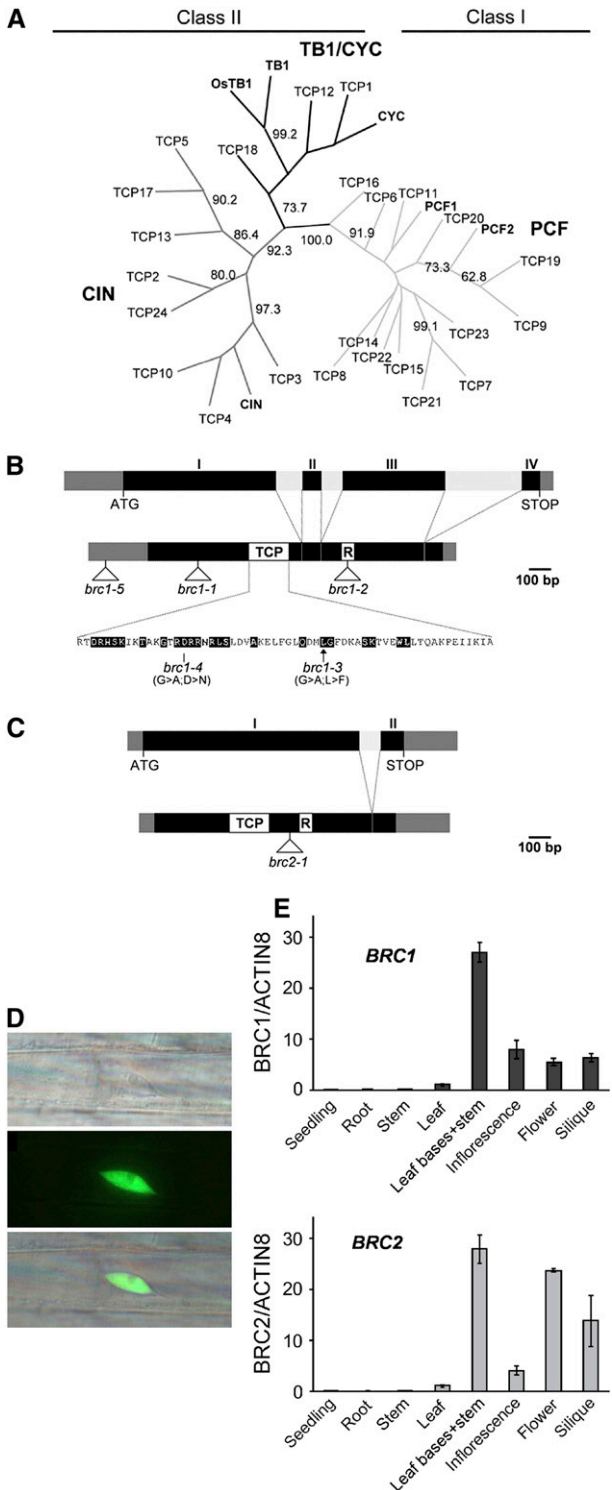 A
Class II
Class I
TB1/CYC
TB1
OsTB1
TCP12
TCP1
CYC
TCP5
TCP18
99.2
TCP17
90.2
TCP16
TCP6
TCP11
PCF1
TCP20
PCF2
PCF
TCP13
86.4
73.7
92.3
100.0
91.9
73.3
62.8
TCP19
TCP2
80.0
CIN
TCP24
97.3
TCP9
99.1
TCP23
TCP14
TCP22
TCP8
TCP15
TCP7
TCP21
TCP10
TCP3
TCP4
CIN
B
I
II
III
IV
ATG
STOP
TCP
R
brc1-5
brc1-1
brc1-2
100 bp
RTDRHSKIKTAKGTRDRRNRLSLDVAKELFGLQDMLGFDKASKTVEWLLTQAKPEIIKIA
brc1-4
(G>A;D>N)
brc1-3
(G>A;L>F)
C
I
II
ATG
STOP
TCP
R
brc2-1
100 bp
D
E
BRC1
BRC1/ACTIN8
30
20
10
0
Seedling
Root
Stem
Leaf
Leaf bases+stem
Inflorescence
Flower
Silique
BRC2
BRC2/ACTIN8
30
20
10
0
Seedling
Root
Stem
Leaf
Leaf bases+stem
Inflorescence
Flower
Silique